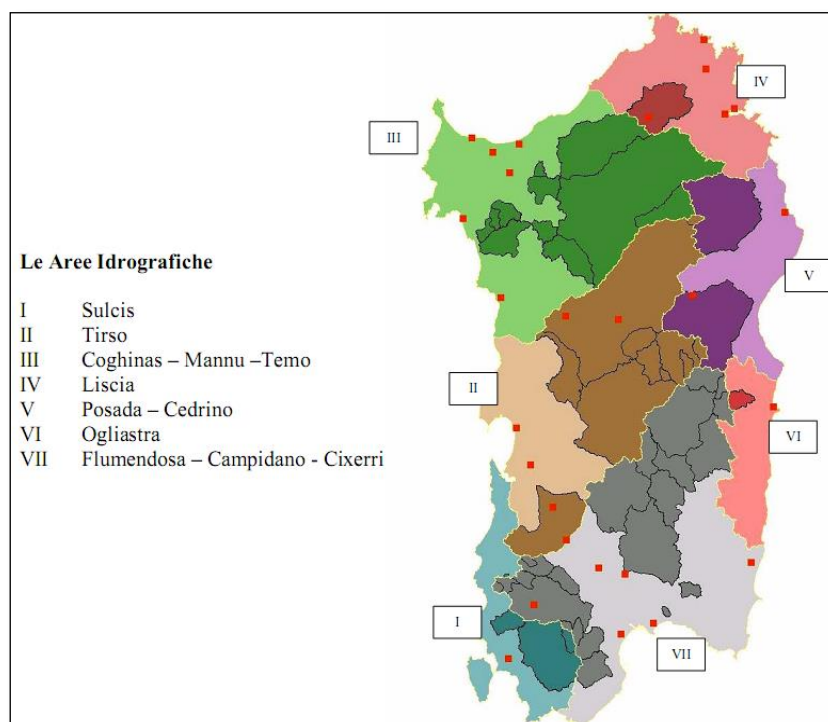 Le Aree Idrografiche
I Sulcis
II Tirso
III Coghinas – Mannu –Temo
IV Liscia
V Posada – Cedrino
VI Ogliastra
VII Flumendosa – Campidano - Cixerri
IV
III
V
II
VI
I
VII